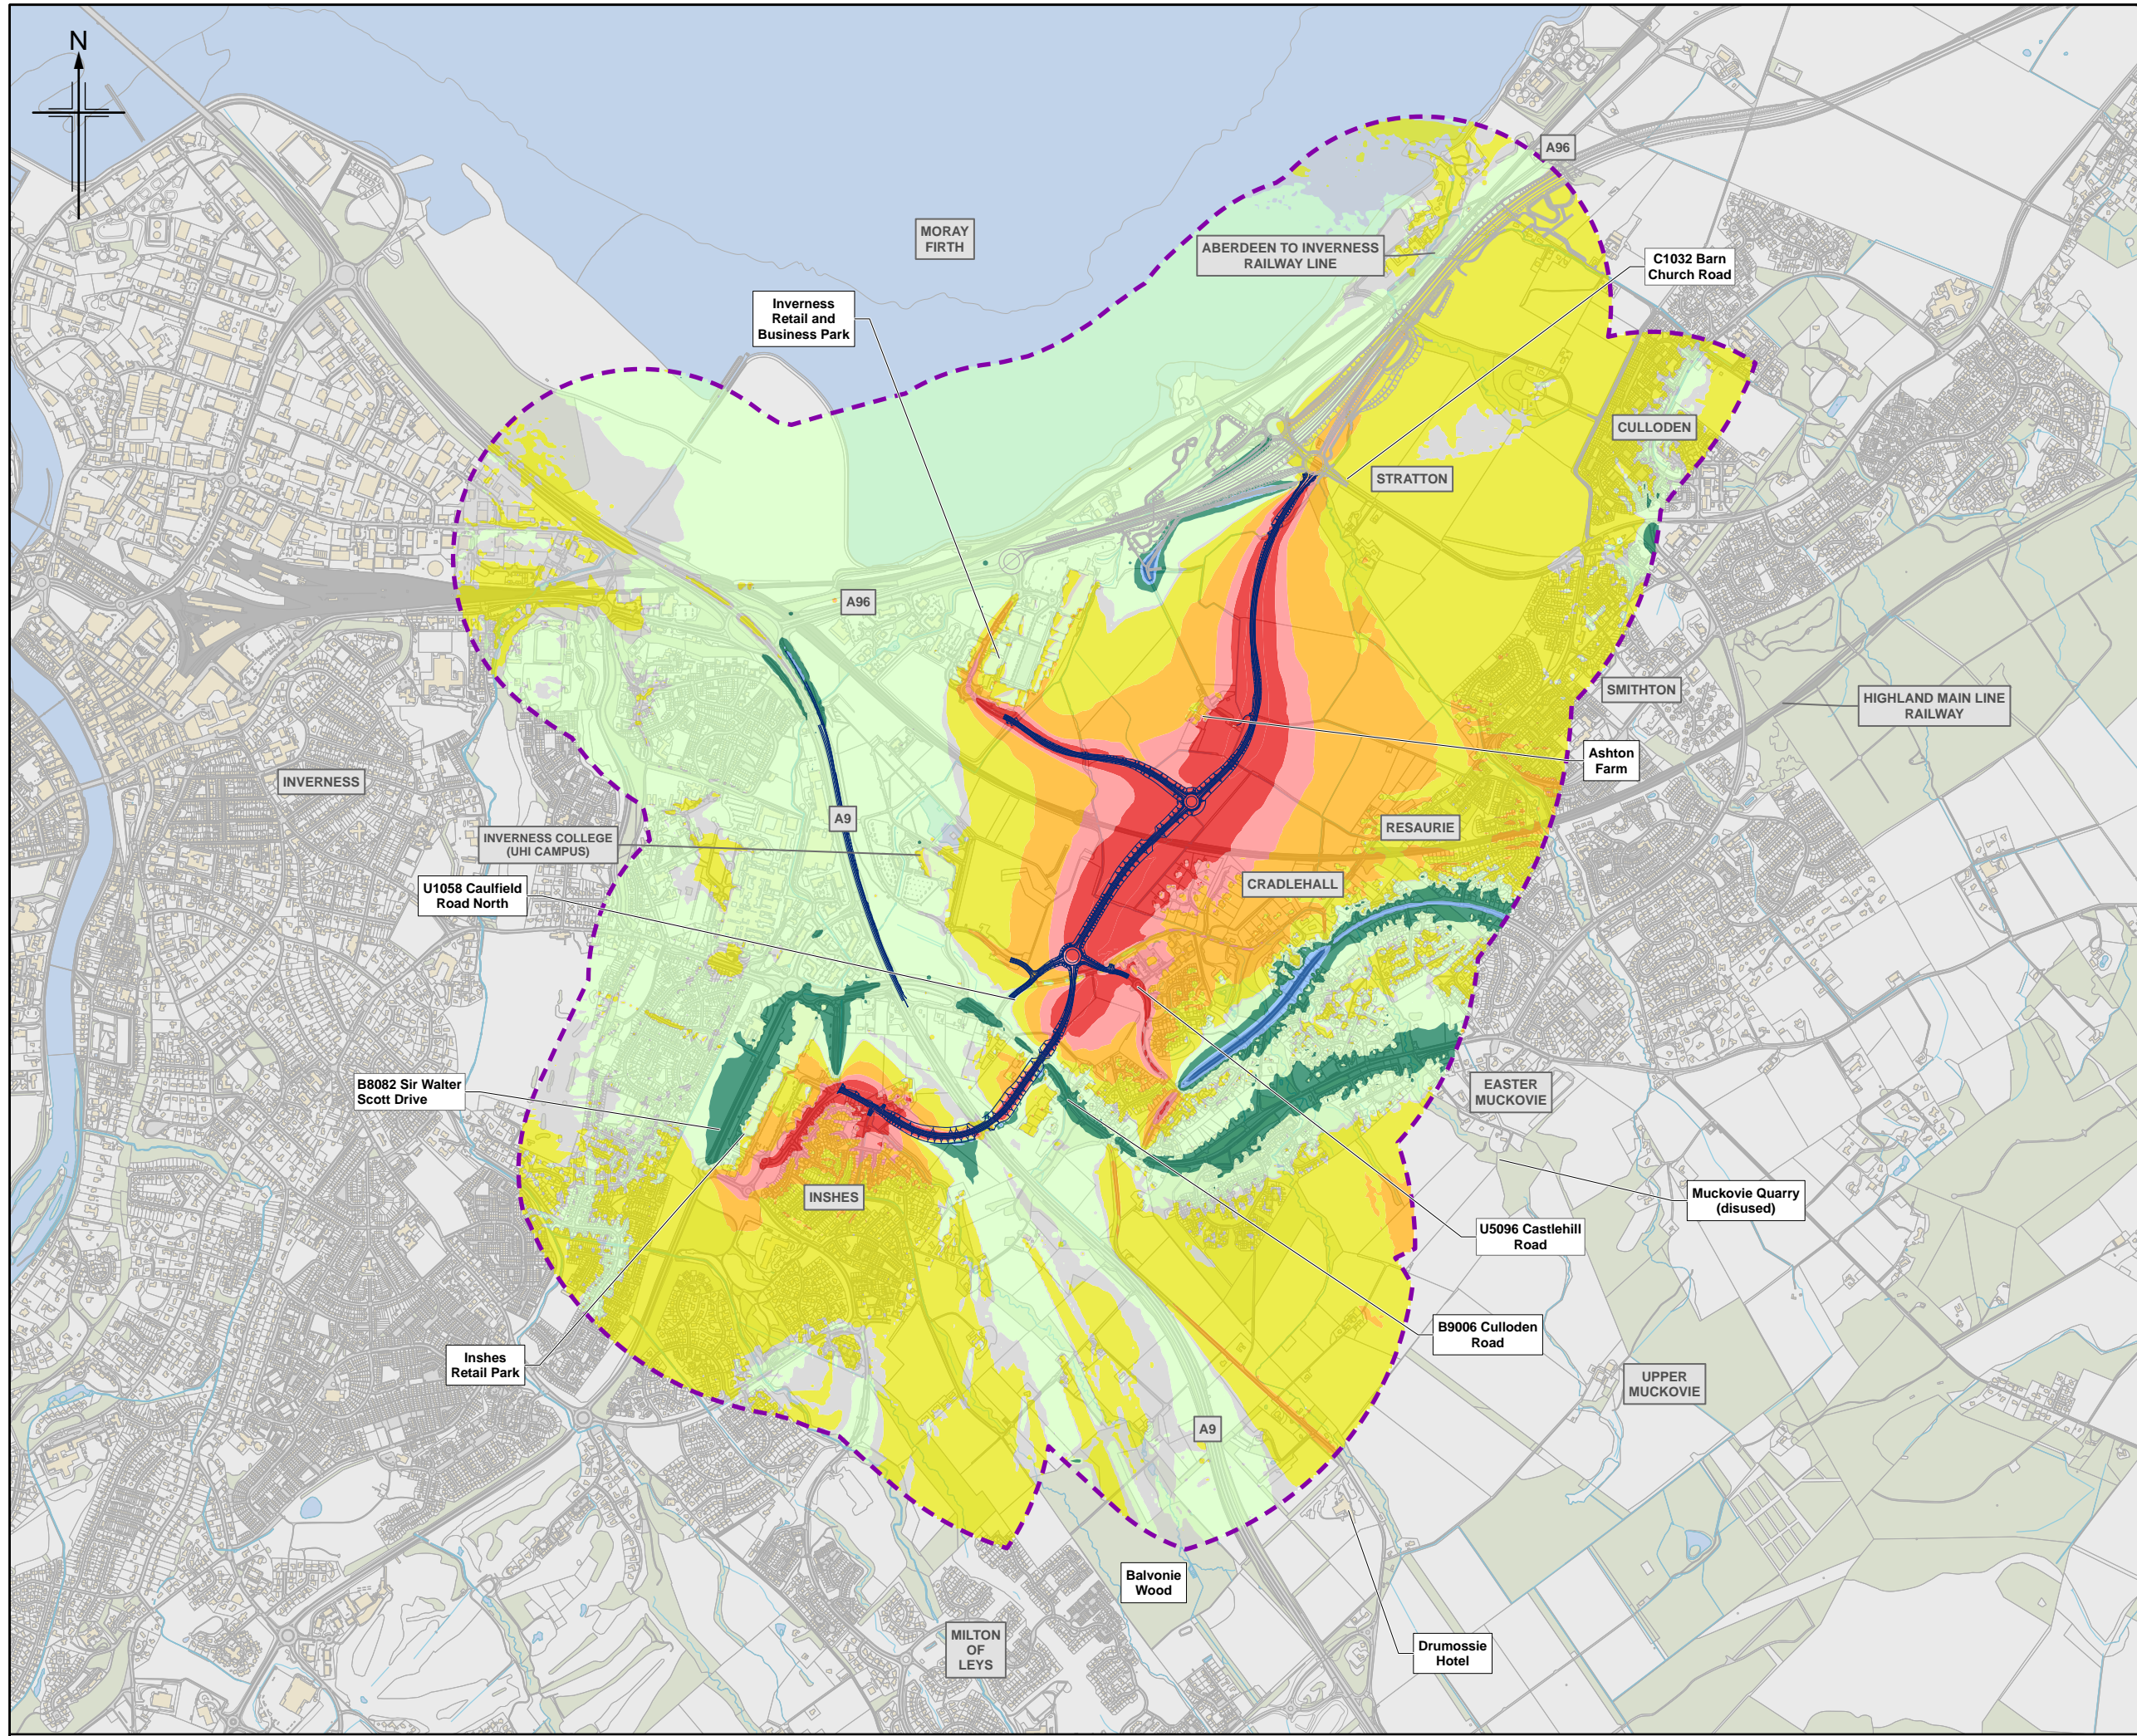 N
A96
MORAY
FIRTH
ABERDEEN TO INVERNESS
RAILWAY LINE
C1032 Barn
Church Road
Inverness
Retail and
Business Park
CULLODEN
STRATTON
A96
SMITHTON
HIGHLAND MAIN LINE
RAILWAY
Ashton
Farm
INVERNESS
A9
RESAURIE
INVERNESS COLLEGE
(UHI CAMPUS)
CRADLEHALL
U1058 Caulfield
Road North
B8082 Sir Walter
Scott Drive
EASTER
MUCKOVIE
INSHES
Muckovie Quarry
(disused)
U5096 Castlehill
Road
B9006 Culloden
Road
Inshes
Retail Park
UPPER
MUCKOVIE
A9
Balvonie
Wood
MILTON
OF
LEYS
Drumossie
Hotel